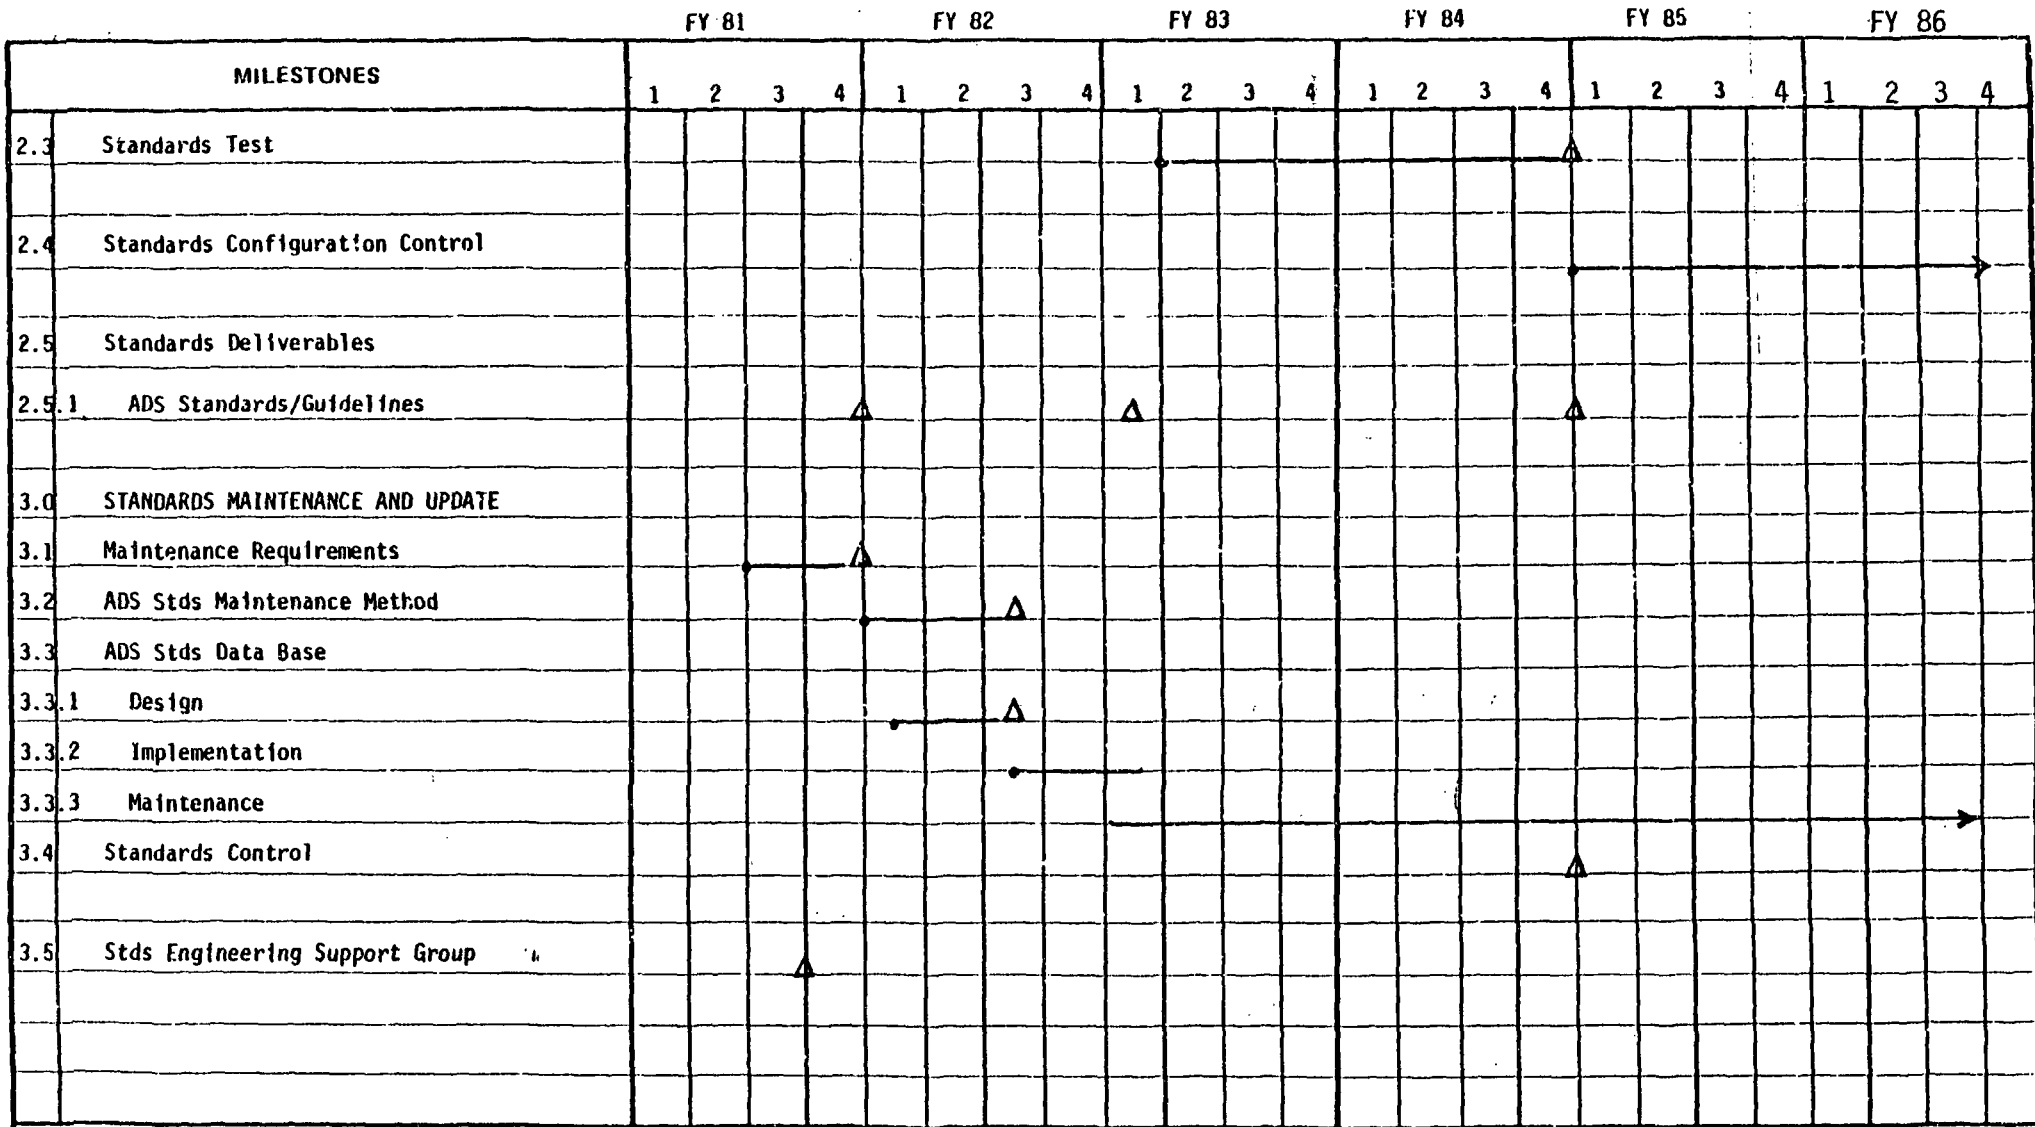 FY 81 FY 82 FY 83 FY 84 FY 85 FY 86
MILESTONES
1 2 3 4 1 2 3 4 1 2 3 4 1 2 3 4 1 2 3 4 1 2 3 4
2.3 Standards Test
2.4 Standards Configuration Control
2.5 Standards Deliverables
2.5.1 ADS Standards/Guidelines
3.0 STANDARDS MAINTENANCE AND UPDATE
3.1 Maintenance Requirements
3.2 ADS Stds Maintenance Method
3.3 ADS Stds Data Base
3.3.1 Design
3.3.2 Implementation
3.3.3 Maintenance
3.4 Standards Control
3.5 Stds Engineering Support Group